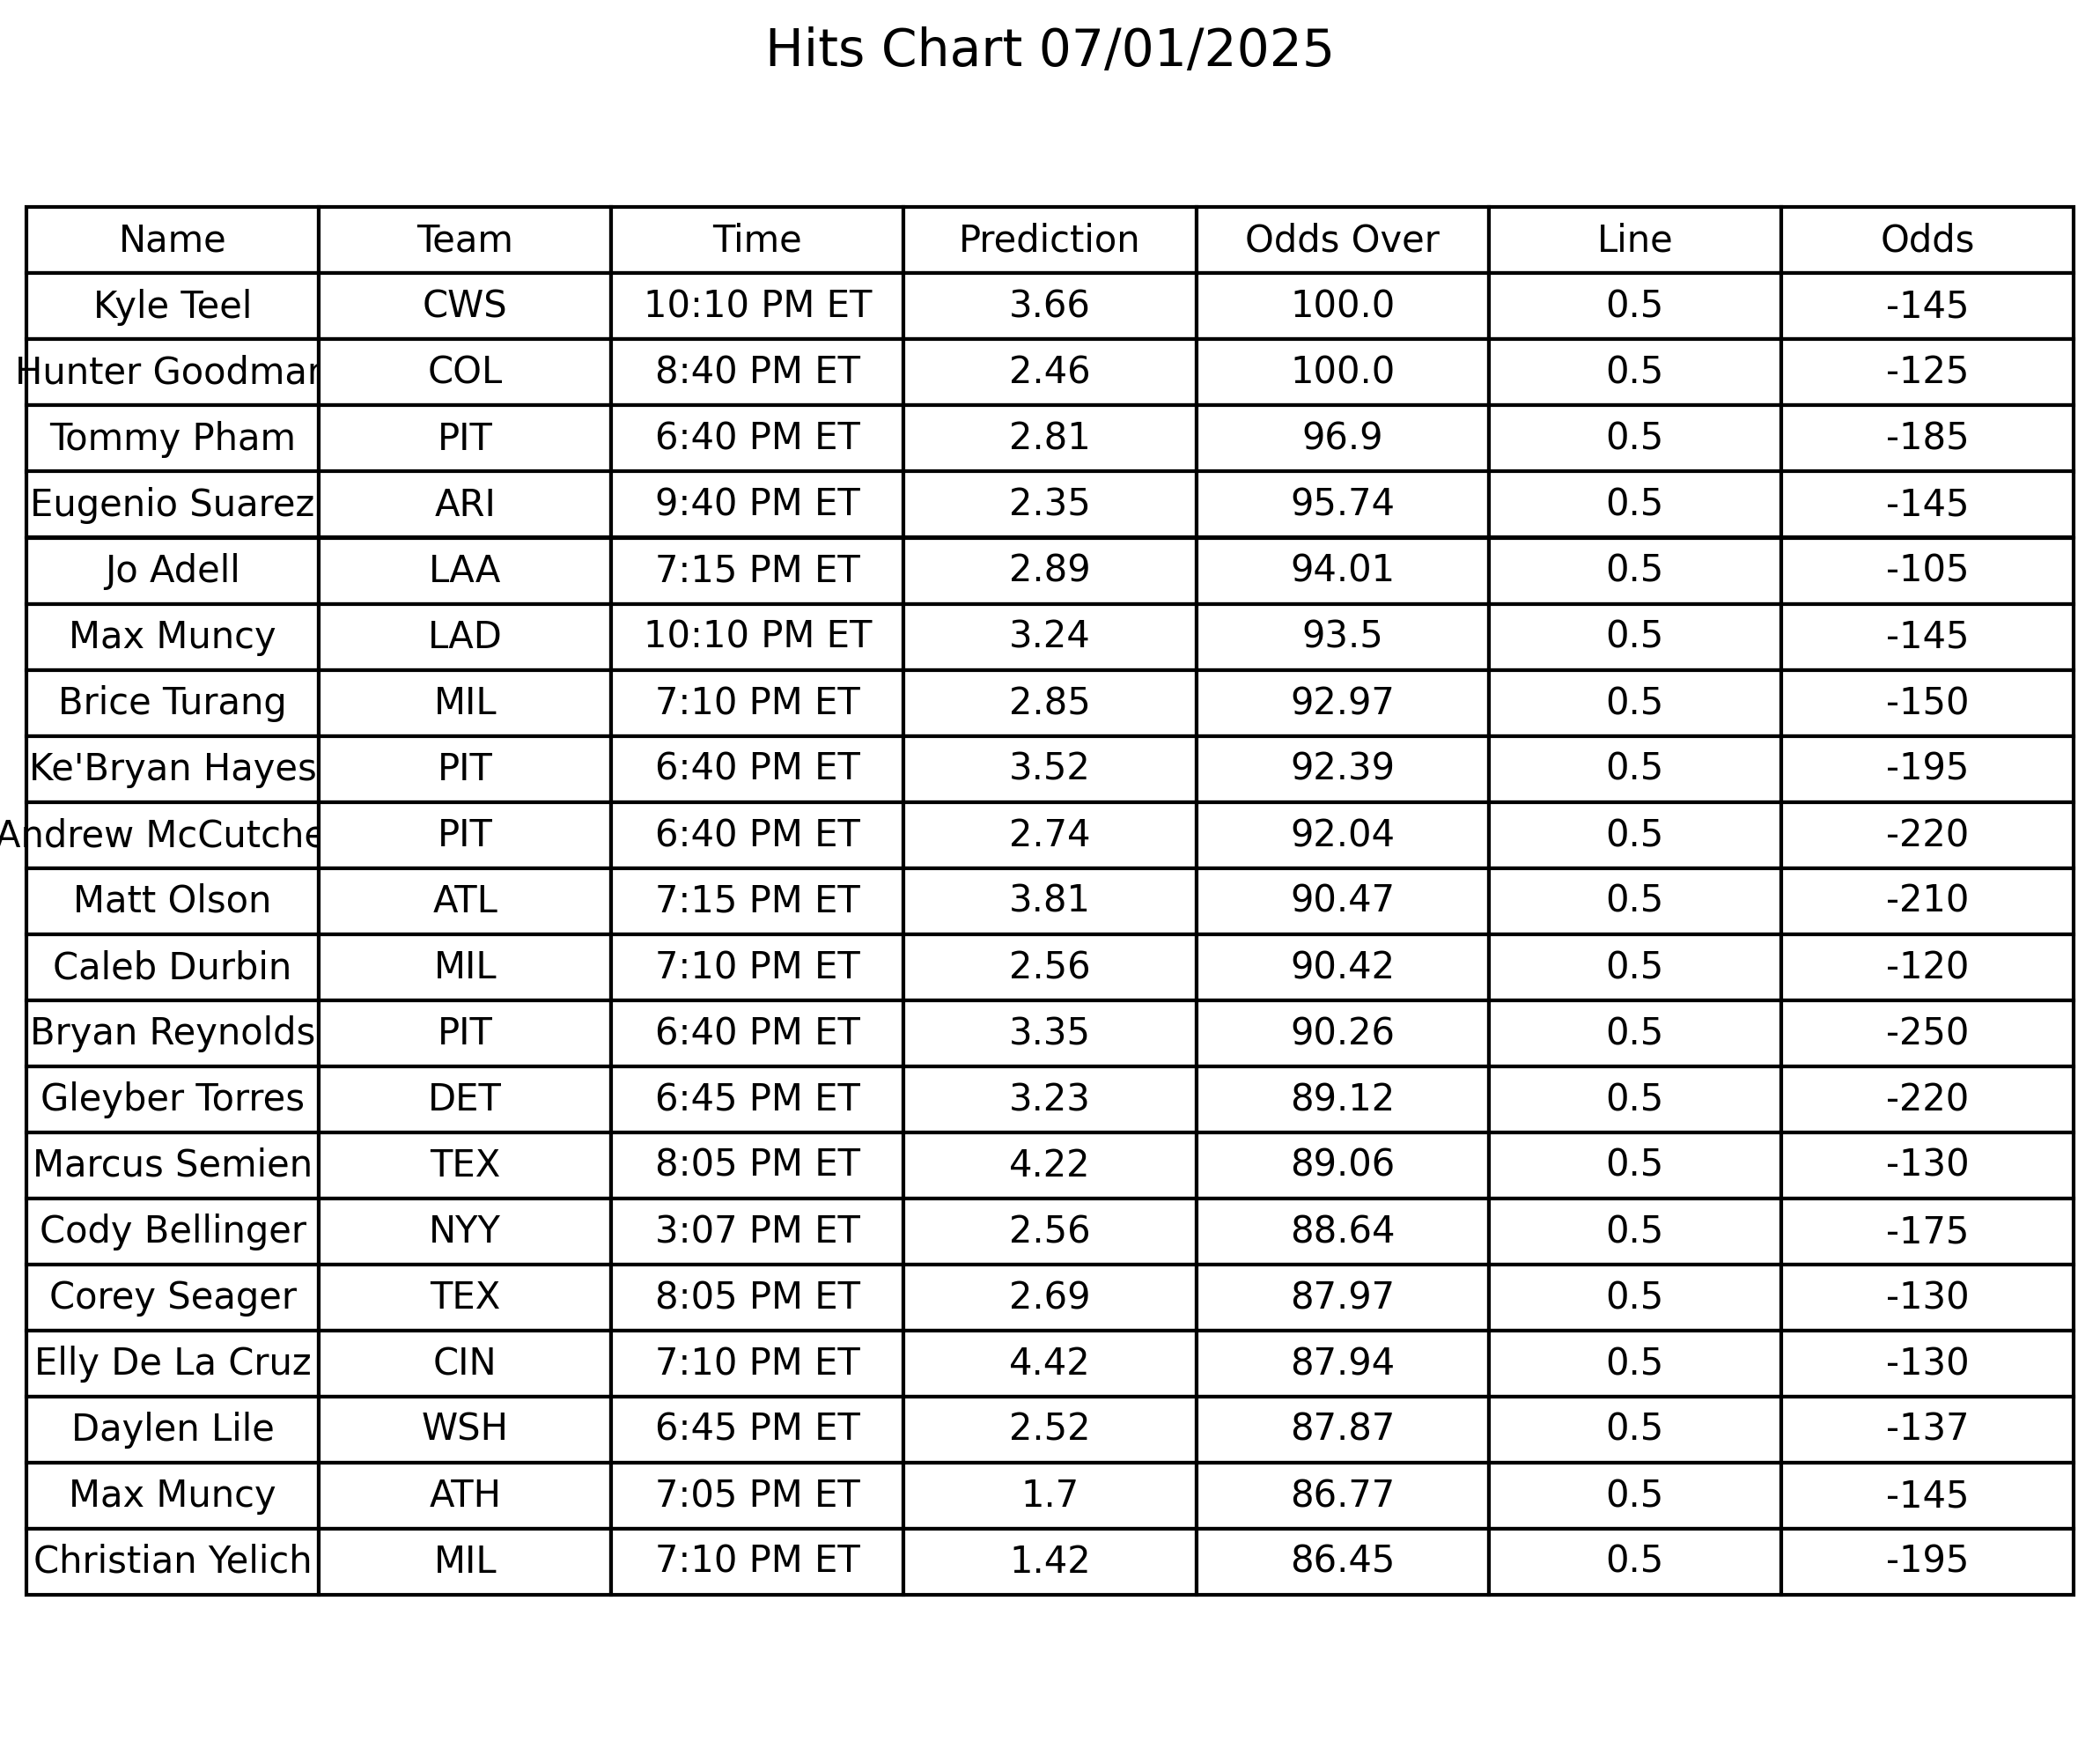 Hits Chart 07/01/2025
Name Team Time Prediction Odds Over Line Odds
Kyle Teel CWS 10:10 PM ET 3.66 100.0 0.5 -145
Hunter Goodman COL 8:40 PM ET 2.46 100.0 0.5 -125
Tommy Pham PIT 6:40 PM ET 2.81 96.9 0.5 -185
Eugenio Suarez ARI 9:40 PM ET 2.35 95.74 0.5 -145
Jo Adell LAA 7:15 PM ET 2.89 94.01 0.5 -105
Max Muncy LAD 10:10 PM ET 3.24 93.5 0.5 -145
Brice Turang MIL 7:10 PM ET 2.85 92.97 0.5 -150
Ke'Bryan Hayes PIT 6:40 PM ET 3.52 92.39 0.5 -195
Andrew McCutche PIT 6:40 PM ET 2.74 92.04 0.5 -220
Matt Olson ATL 7:15 PM ET 3.81 90.47 0.5 -210
Caleb Durbin MIL 7:10 PM ET 2.56 90.42 0.5 -120
Bryan Reynolds PIT 6:40 PM ET 3.35 90.26 0.5 -250
Gleyber Torres DET 6:45 PM ET 3.23 89.12 0.5 -220
Marcus Semien TEX 8:05 PM ET 4.22 89.06 0.5 -130
Cody Bellinger NYY 3:07 PM ET 2.56 88.64 0.5 -175
Corey Seager TEX 8:05 PM ET 2.69 87.97 0.5 -130
Elly De La Cruz CIN 7:10 PM ET 4.42 87.94 0.5 -130
Daylen Lile WSH 6:45 PM ET 2.52 87.87 0.5 -137
Max Muncy ATH 7:05 PM ET 1.7 86.77 0.5 -145
Christian Yelich MIL 7:10 PM ET 1.42 86.45 0.5 -195